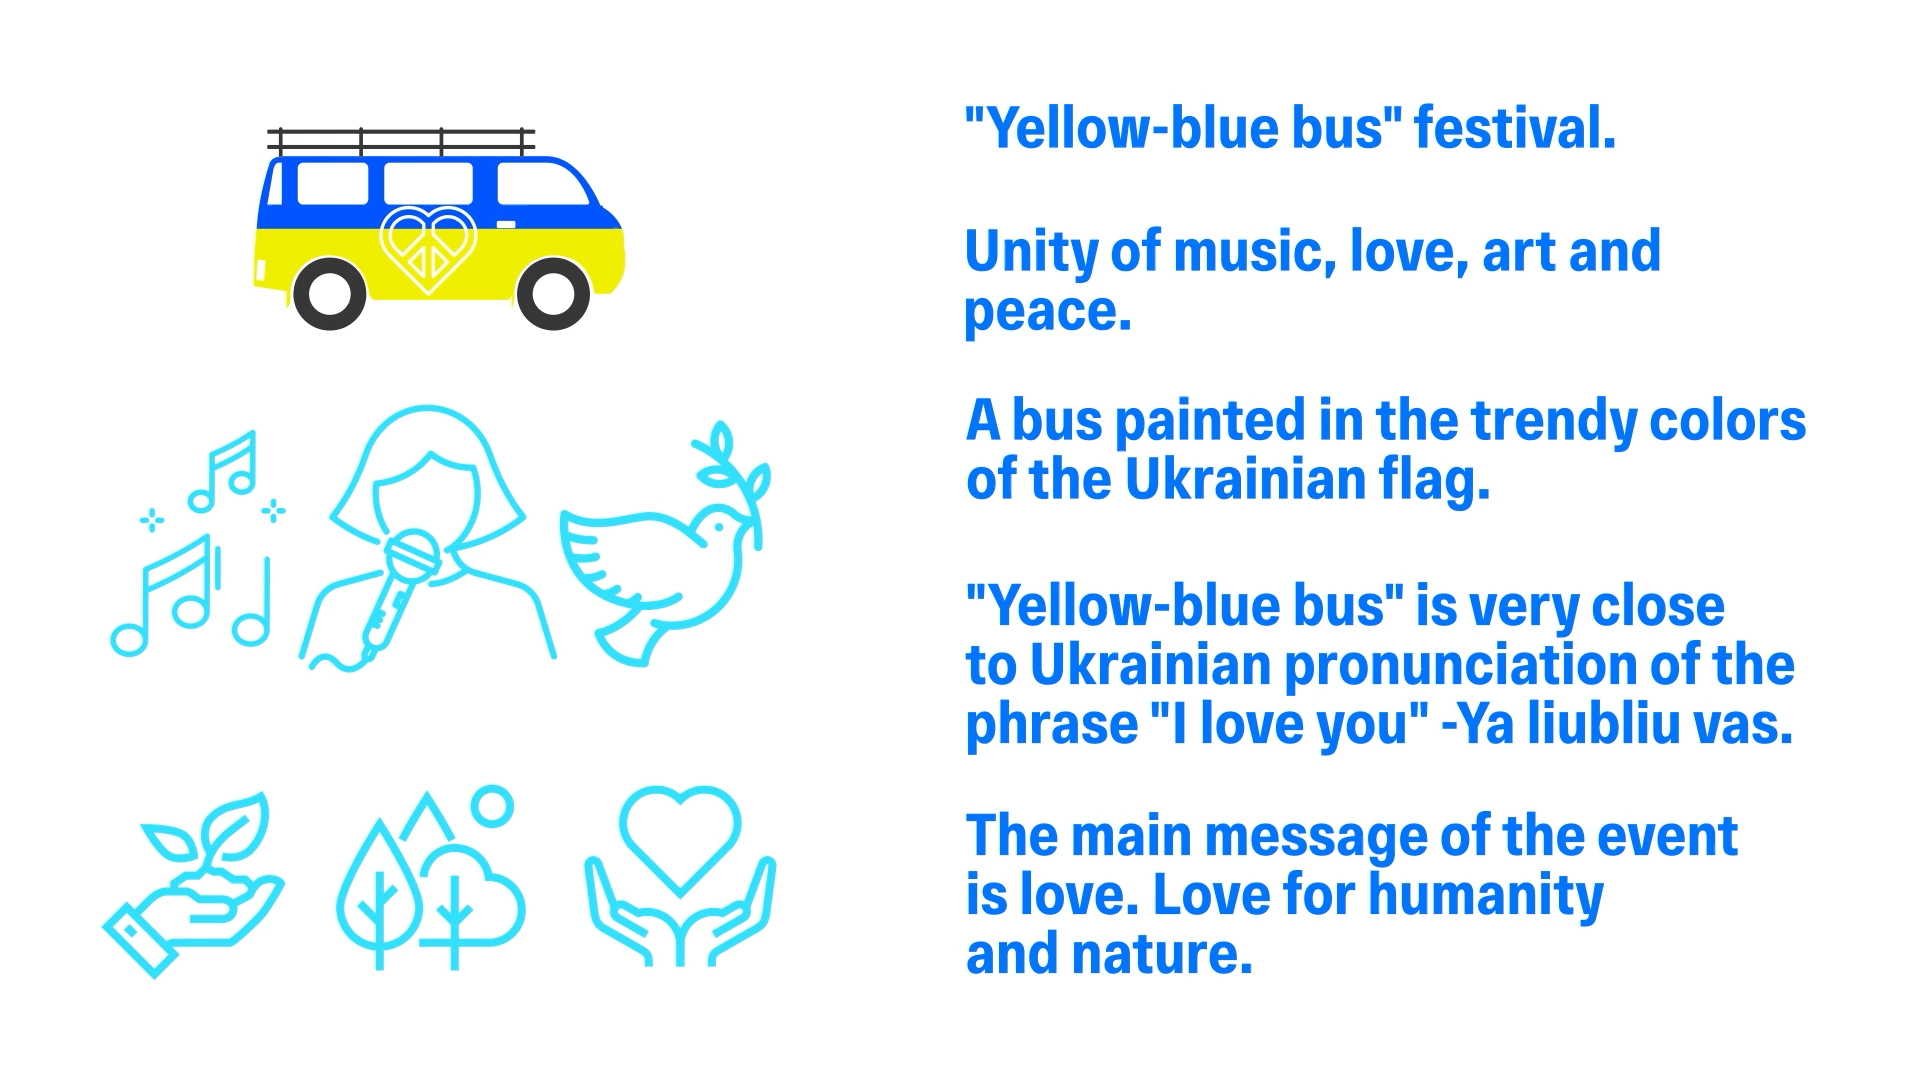 "Yellow-blue bus" festival.
Unity of music, love, art and
peace.
A bus painted in the trendy colors
of the Ukrainian flag.
"Yellow-blue bus" is very close
to Ukrainian pronunciation of the
phrase "I love you" -Ya liubliu vas.
The main message of the event
is love. Love for humanity
and nature.